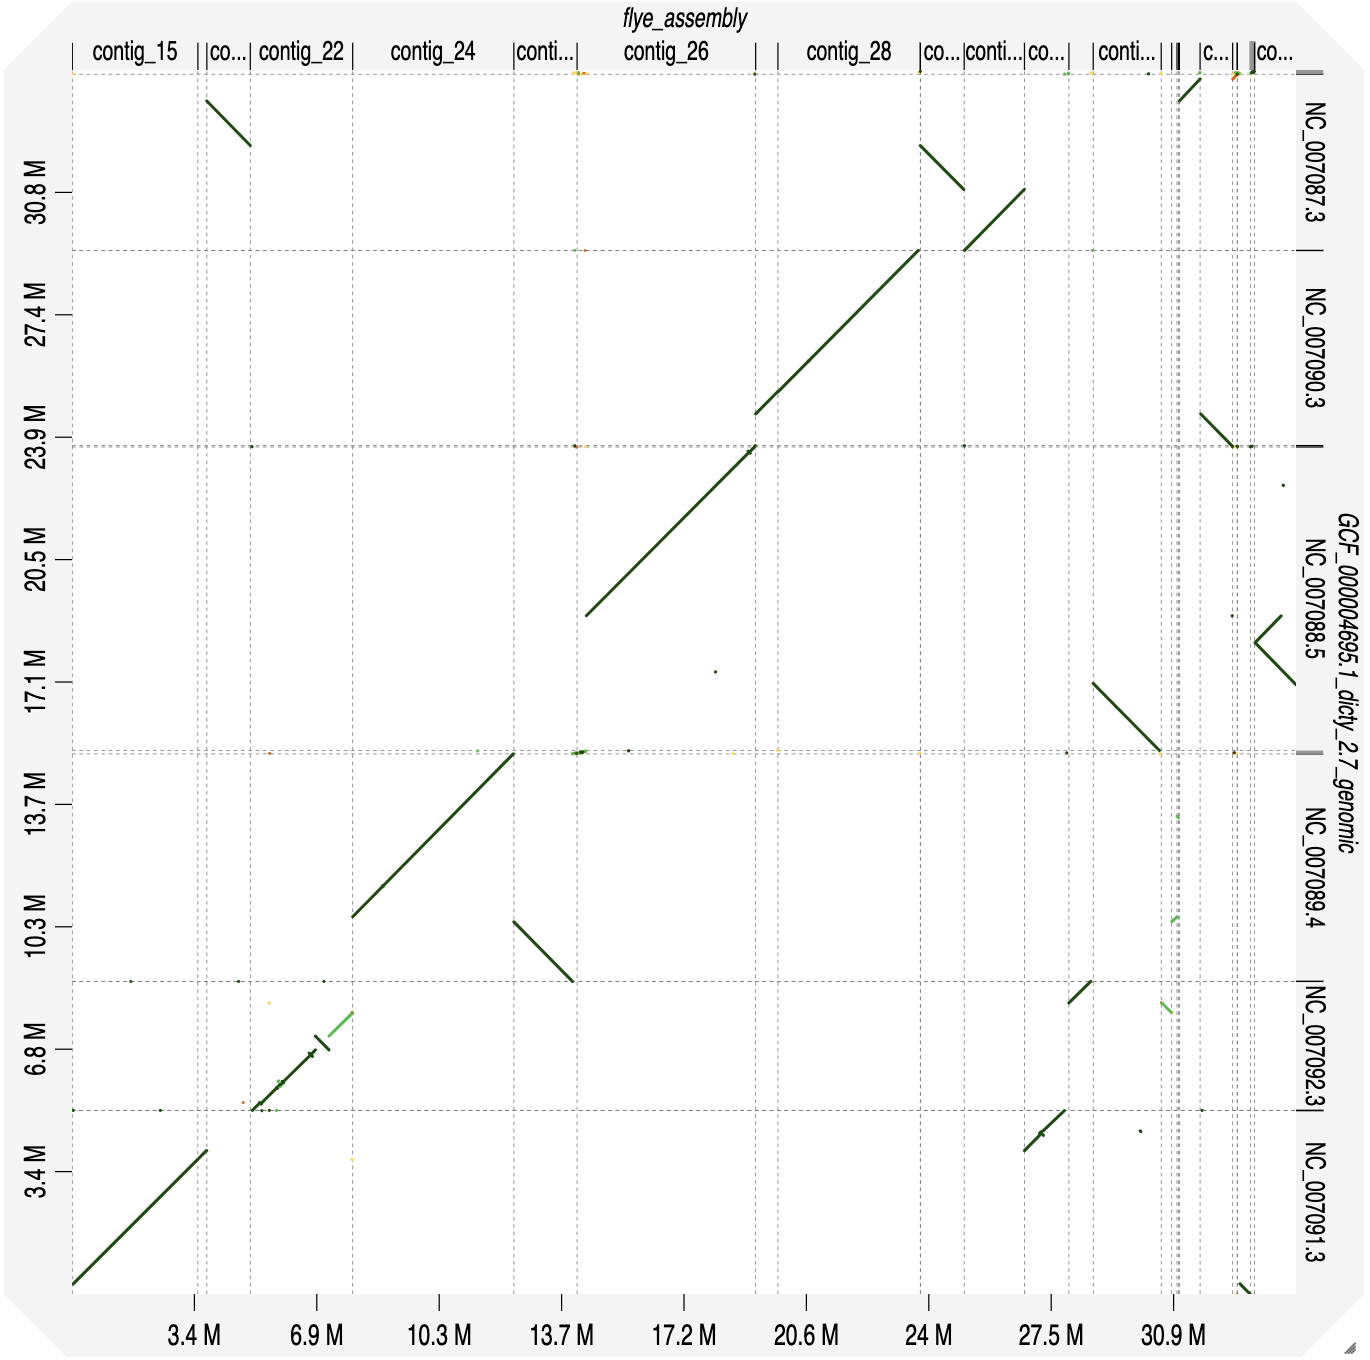 flye_assembly
contig_15 co... contig_22 contig_24 conti... contig_26 contig_28 co... conti... co... conti... c... co...
NC_007087.3
NC_007090.3
NC_007088.5
NC_007089.4
NC_007092.3
NC_007091.3
GCF_000004695.1_dicty_2.7_genomic
30.8 M
27.4 M
23.9 M
20.5 M
17.1 M
13.7 M
10.3 M
6.8 M
3.4 M
3.4 M 6.9 M 10.3 M 13.7 M 17.2 M 20.6 M 24 M 27.5 M 30.9 M